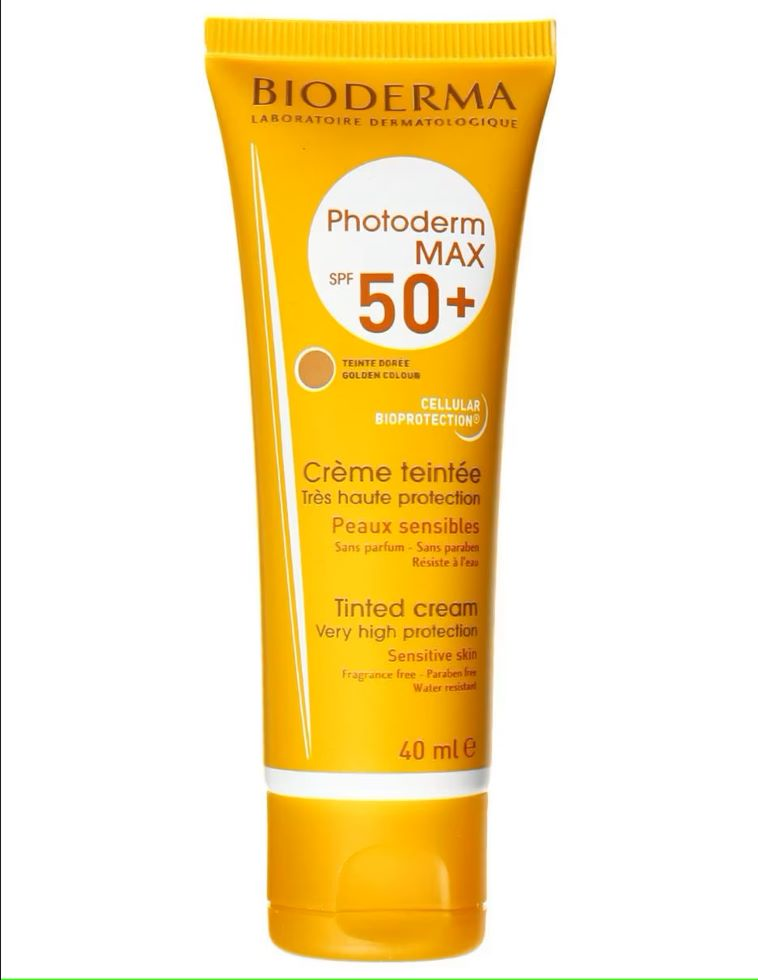 BIODERMA
LABORATOIRE DERMATOLOGIQUE
Photoderm
MAX
SPF 50+
TEINTE DORÉE
GOLDEN COLOUR
CELLULAR
BIOPROTECTION®
Crème teintée
Très haute protection
Peaux sensibles
Sans parfum - Sans paraben
Résiste à l'eau
Tinted cream
Very high protection
Sensitive skin
Fragrance free - Paraben free
Water resistant
40 ml e